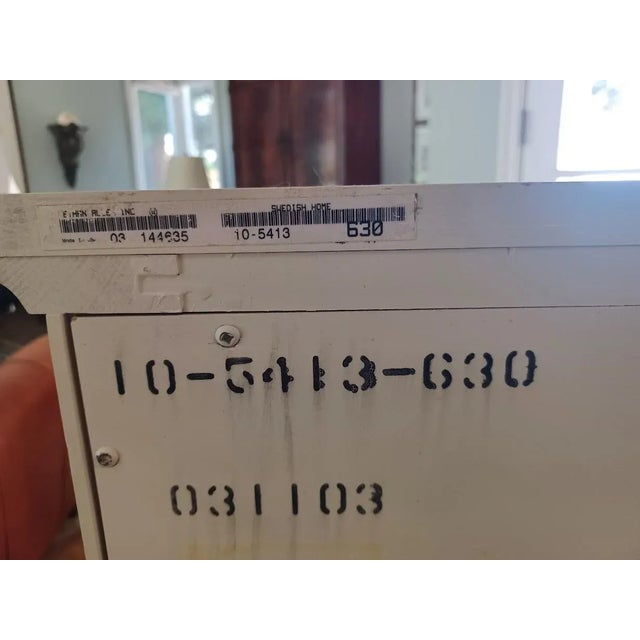 ETHAN ALLEN INC. ®
SWEDISH HOME
03 144635
10-5413
630
10-5413-630
031103